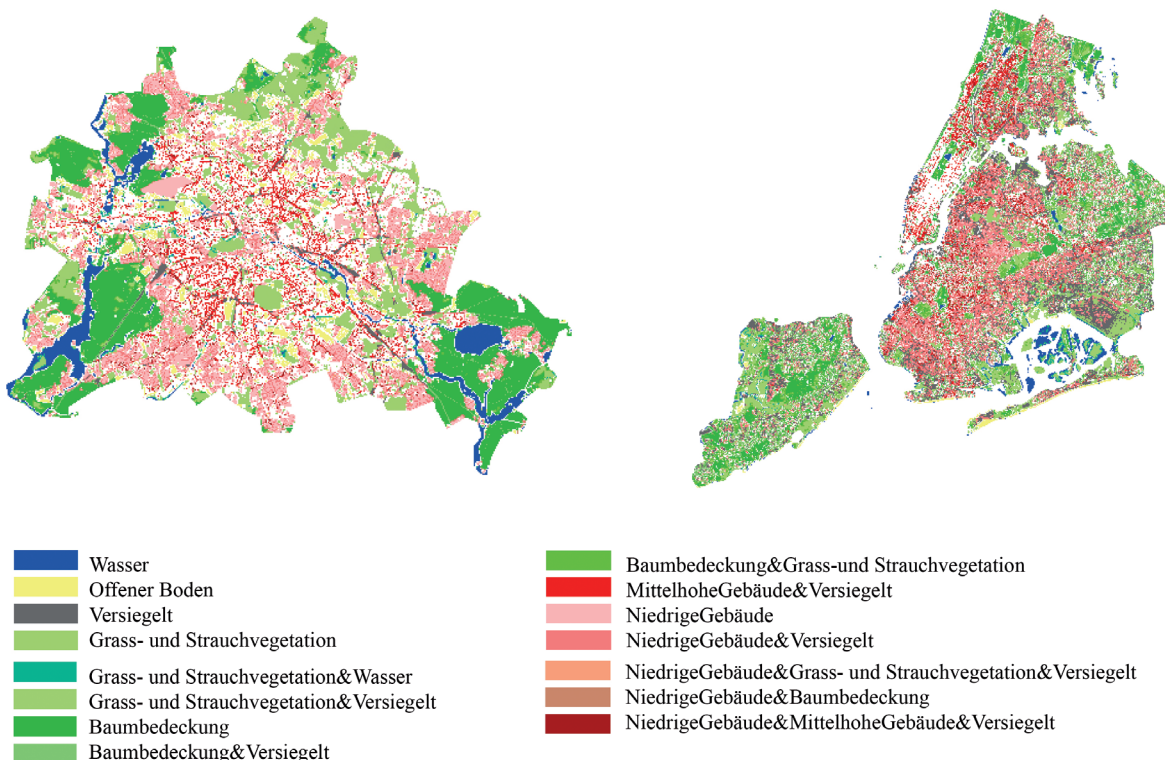 Wasser
Offener Boden
Versiegelt
Grass- und Strauchvegetation
Grass- und Strauchvegetation&Wasser
Grass- und Strauchvegetation&Versiegelt
Baumbedeckung
Baumbedeckung&Versiegelt
Baumbedeckung&Grass-und Strauchvegetation
MittelhoheGebäude&Versiegelt
NiedrigeGebäude
NiedrigeGebäude&Versiegelt
NiedrigeGebäude&Grass- und Strauchvegetation&Versiegelt
NiedrigeGebäude&Baumbedeckung
NiedrigeGebäude&MittelhoheGebäude&Versiegelt